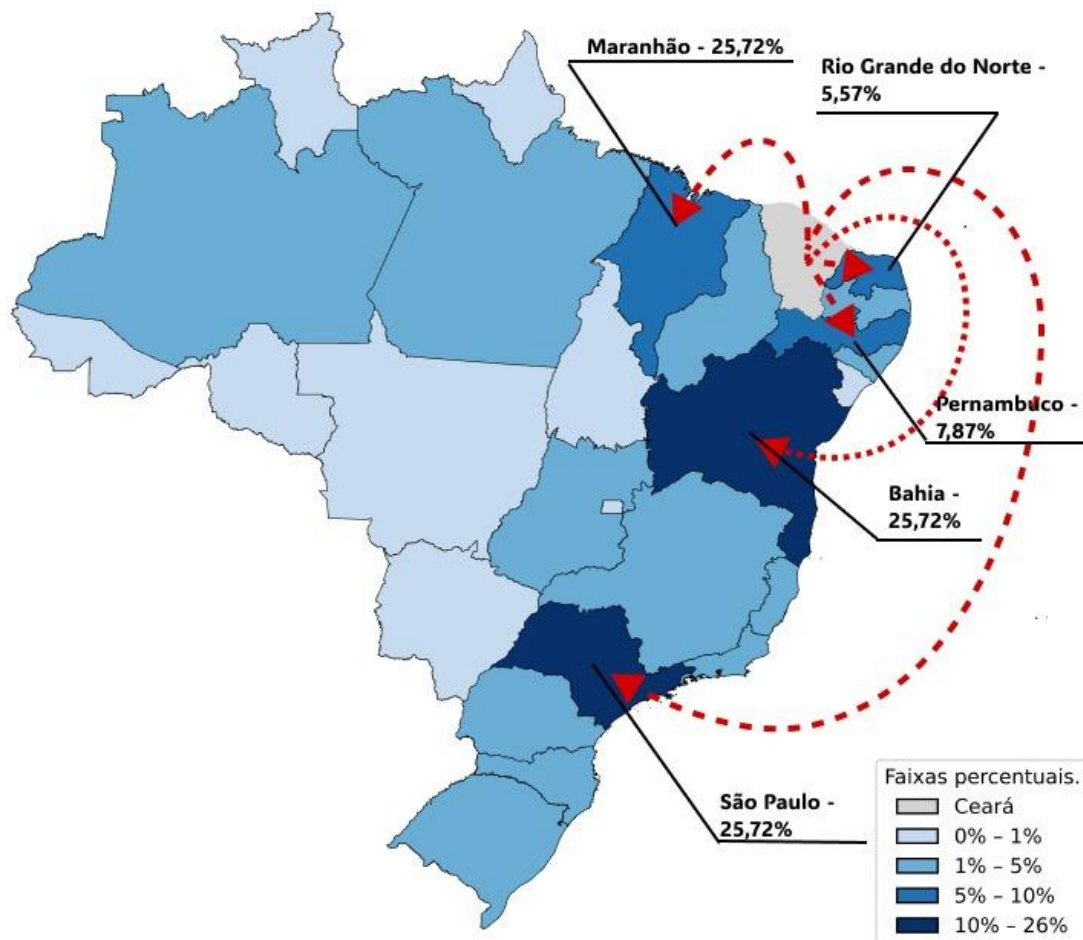 Maranhão - 25,72%
Rio Grande do Norte -
5,57%
Pernambuco -
7,87%
Bahia -
25,72%
São Paulo -
25,72%
Faixas percentuais.
Ceará
0% – 1%
1% – 5%
5% – 10%
10% – 26%